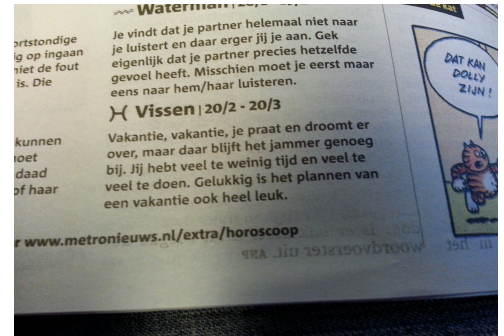 Waterman
Je vindt dat je partner helemaal niet naar
je luistert en daar erger jij je aan. Gek
eigenlijk dat je partner precies hetzelfde
gevoel heeft. Misschien moet je eerst maar
eens naar hem/haar luisteren.
Vissen | 20/2 - 20/3
Vakantie, vakantie, je praat en droomt er
over, maar daar blijft het jammer genoeg
bij. Jij hebt veel te weinig tijd en veel te
veel te doen. Gelukkig is het plannen van
een vakantie ook heel leuk.
r www.metronieuws.nl/extra/horoscoop
ortstondige
ig op ingaan
niet de fout
is. Die
kunnen
noet
daad
of haar
de kat
DAT KAN
DOLLY
ZIJN!